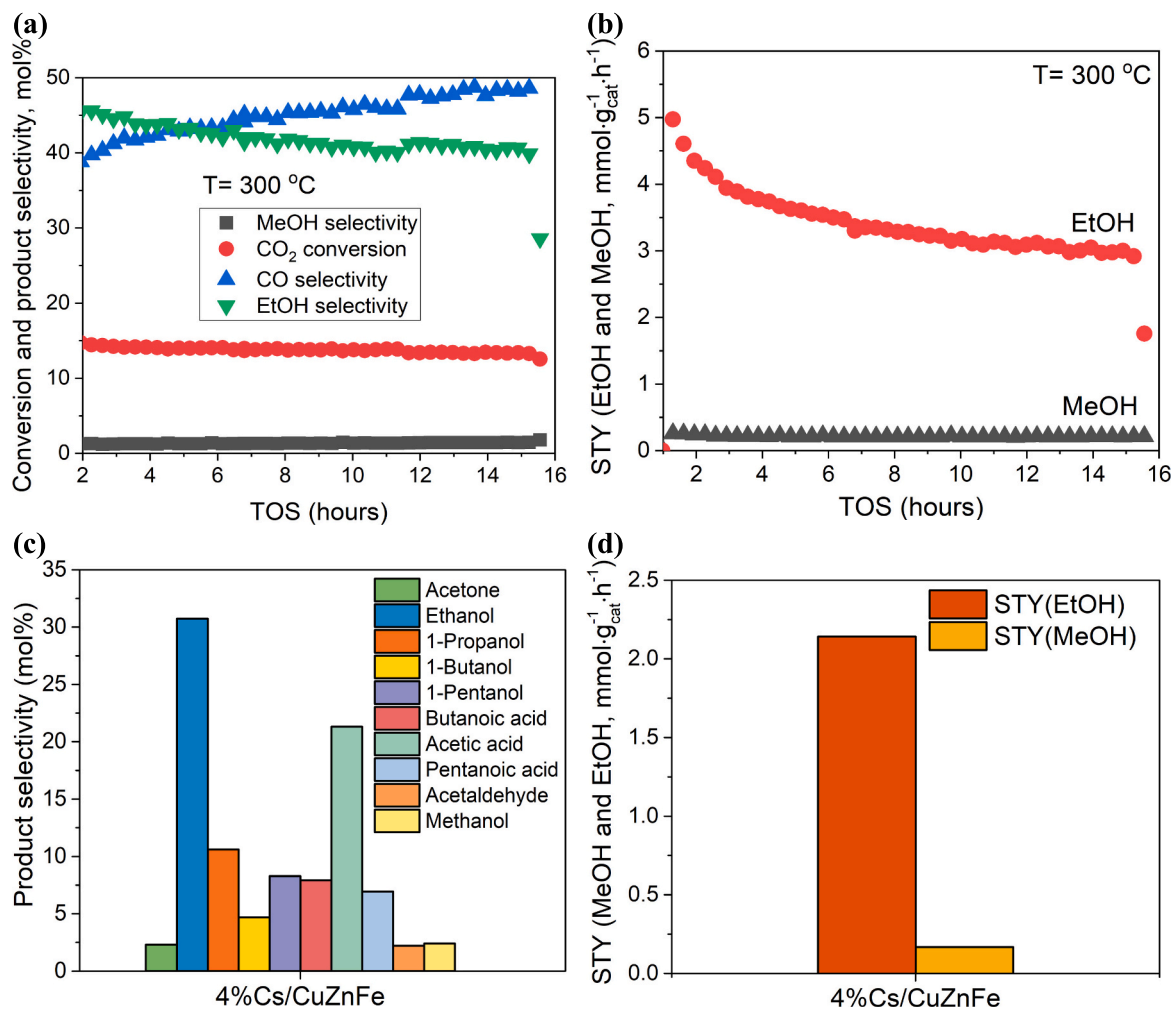 (a)
Conversion and product selectivity, mol%
50
40
30
20
10
0
T= 300 °C
MeOH selectivity
CO₂ conversion
CO selectivity
EtOH selectivity
2 4 6 8 10 12 14 16
TOS (hours)
(b)
STY (EtOH and MeOH, mmol·g⁻¹cat·h⁻¹)
6
5
4
3
2
1
0
T= 300 °C
EtOH
MeOH
2 4 6 8 10 12 14 16
TOS (hours)
(c)
Product selectivity (mol%)
35
30
25
20
15
10
5
0
Acetone
Ethanol
1-Propanol
1-Butanol
1-Pentanol
Butanoic acid
Acetic acid
Pentanoic acid
Acetaldehyde
Methanol
4%Cs/CuZnFe
(d)
STY (MeOH and EtOH, mmol·g⁻¹cat·h⁻¹)
2.5
2.0
1.5
1.0
0.5
0.0
STY(EtOH)
STY(MeOH)
4%Cs/CuZnFe